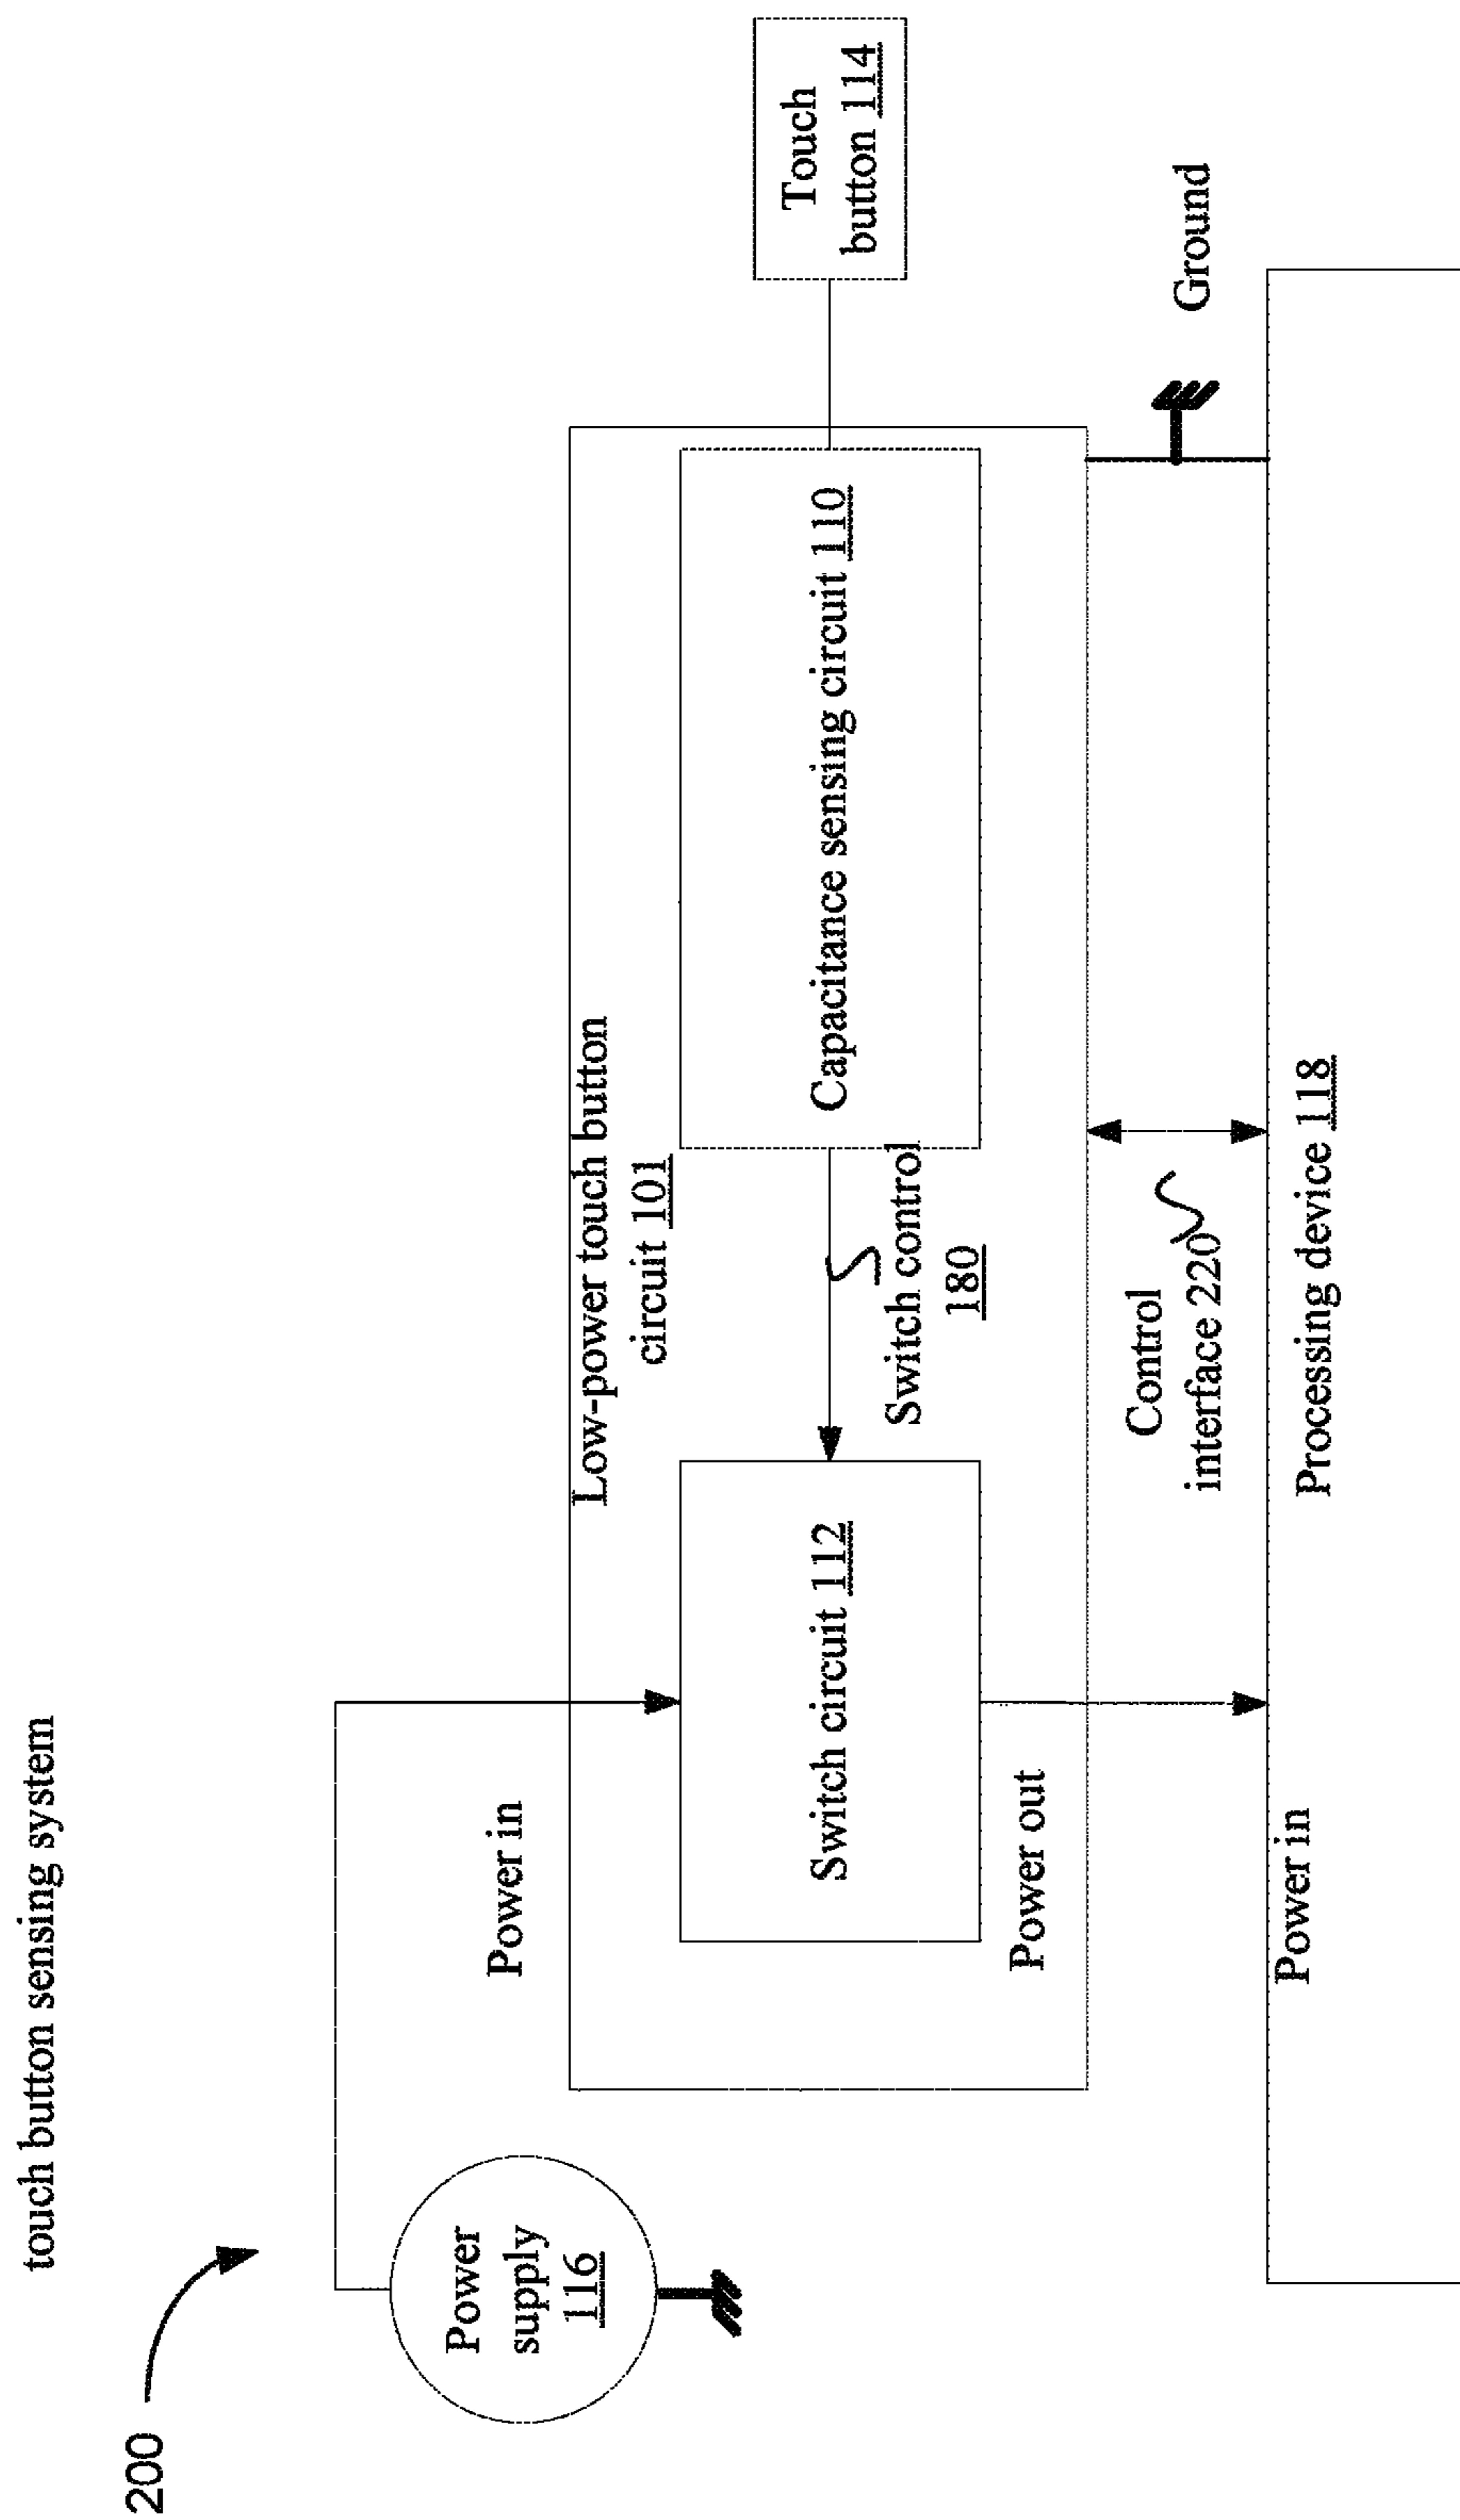 touch button sensing system
200
Power
supply
116
Power in
Low-power touch button
circuit 101
Switch circuit 112
Switch control
180
Capacitance sensing circuit 110
Touch
button 114
Power out
Control
interface 220
Ground
Power in
Processing device 118